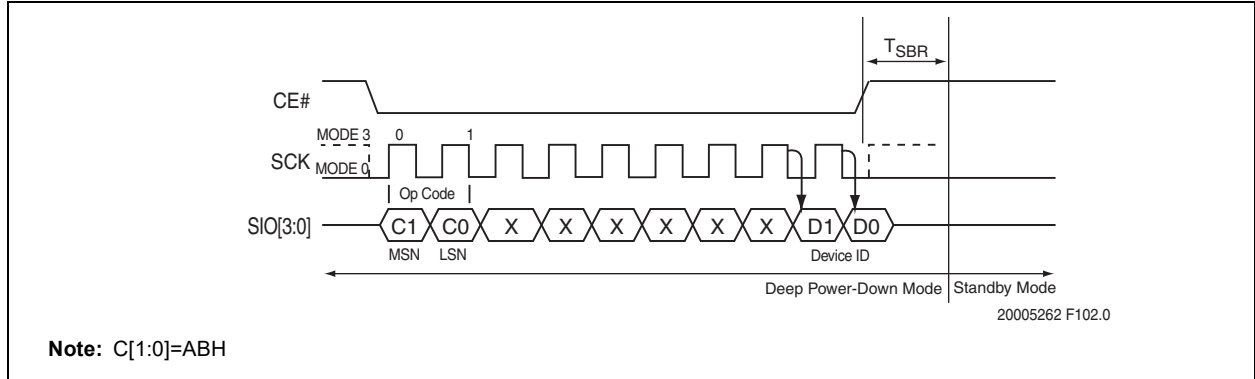 TSBR
CE#
MODE 3 0 1
SCK MODE 0
Op Code
SIO[3:0] C1 C0 X X X X X X D1 D0
MSN LSN Device ID
Deep Power-Down Mode Standby Mode
20005262 F102.0
Note: C[1:0]=ABH